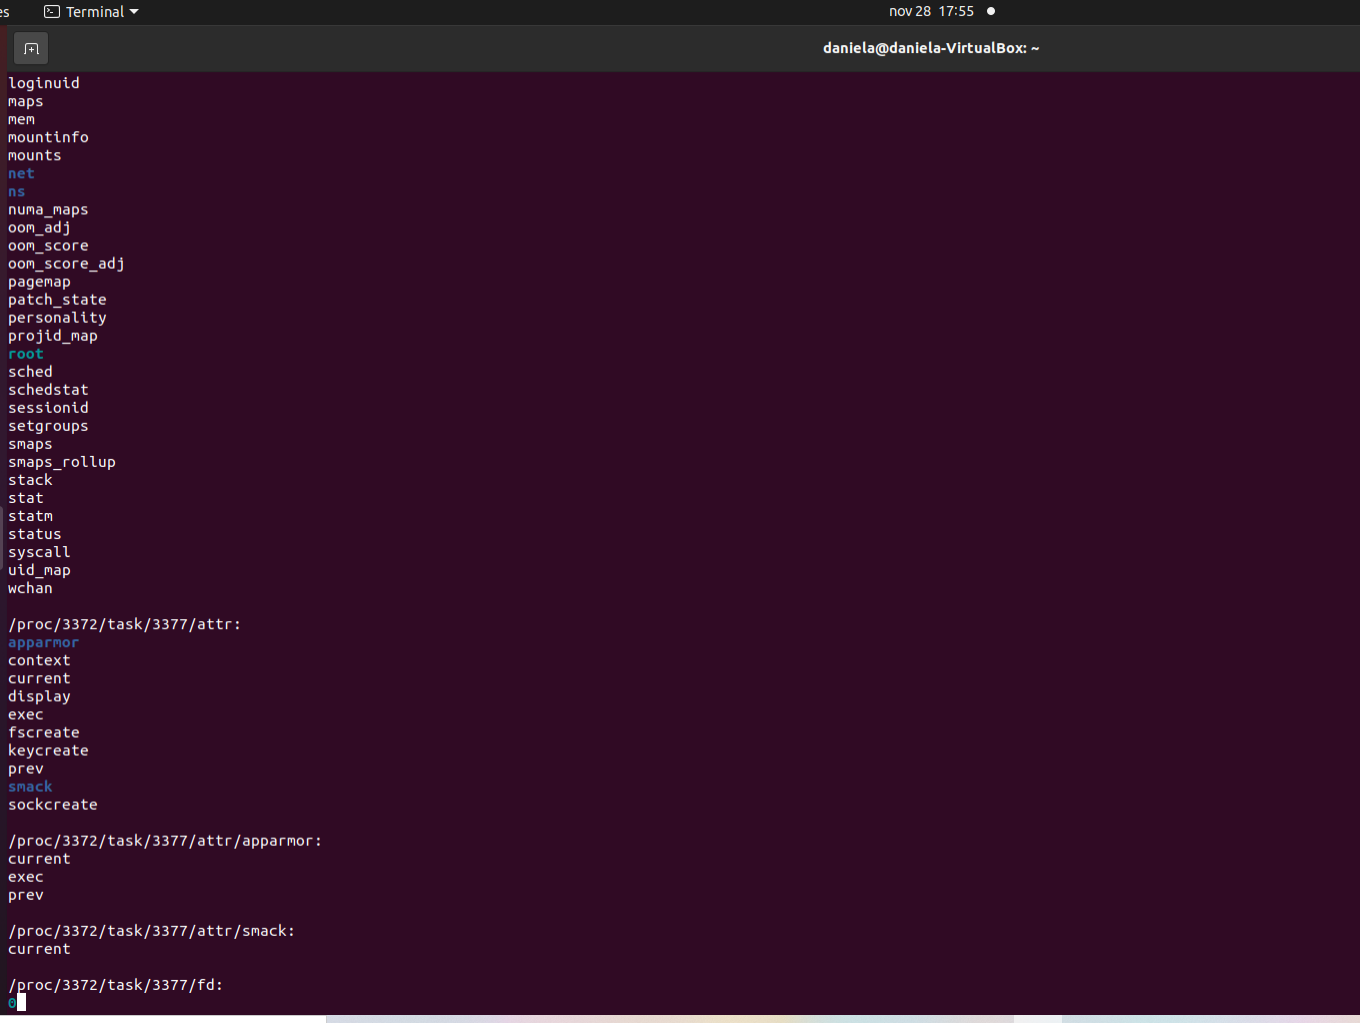 es Terminal nov 28 17:55
daniela@daniela-VirtualBox: ~
loginuid
maps
mem
mountinfo
mounts
net
ns
numa_maps
oom_adj
oom_score
oom_score_adj
pagemap
patch_state
personality
projid_map
root
sched
schedstat
sessionid
setgroups
smaps
smaps_rollup
stack
stat
statm
status
syscall
uid_map
wchan
/proc/3372/task/3377/attr:
apparmor
context
current
display
exec
fscreate
keycreate
prev
smack
sockcreate
/proc/3372/task/3377/attr/apparmor:
current
exec
prev
/proc/3372/task/3377/attr/smack:
current
/proc/3372/task/3377/fd:
0